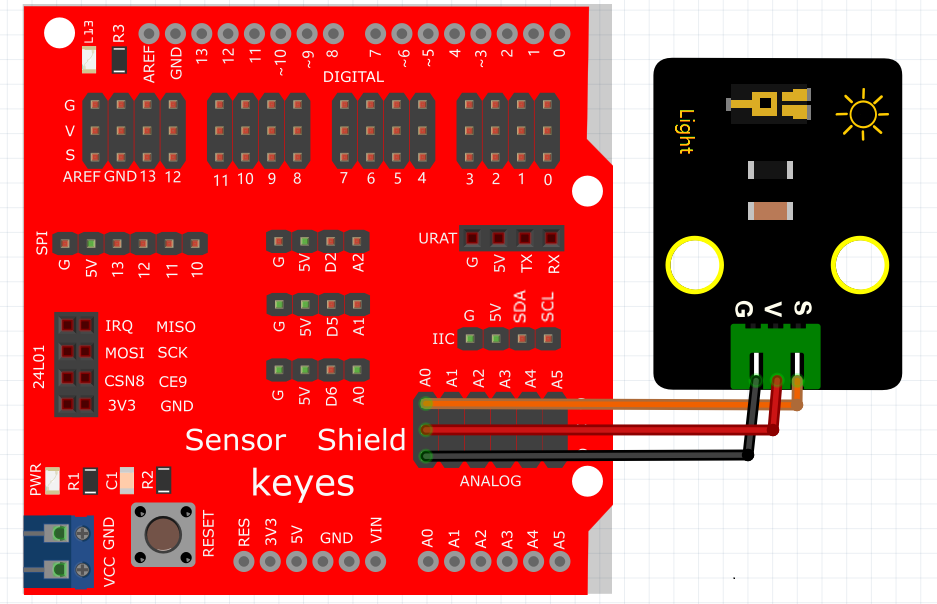 L13
R3
AREF GND 13 12 11 ~10 ~9 8 7 ~6 ~5 4 ~3 2 1 0
DIGITAL
G
V
S
AREF GND 13 12 11 10 9 8 7 6 5 4 3 2 1 0
Light
SPI
G 5V 13 12 11 10
G 5V D2 A2
URAT
G 5V TX RX
G 5V D5 A1
G 5V SDA SCL
IIC
24L01
IRQ MISO
MOSI SCK
CSN8 CE9
3V3 GND
G 5V D6 A0
G V S
A0 A1 A2 A3 A4 A5
Sensor Shield
keyes
ANALOG
PWR R1 C1 R2
GND
VCC
RESET
RES 3V3 5V GND VIN
A0 A1 A2 A3 A4 A5